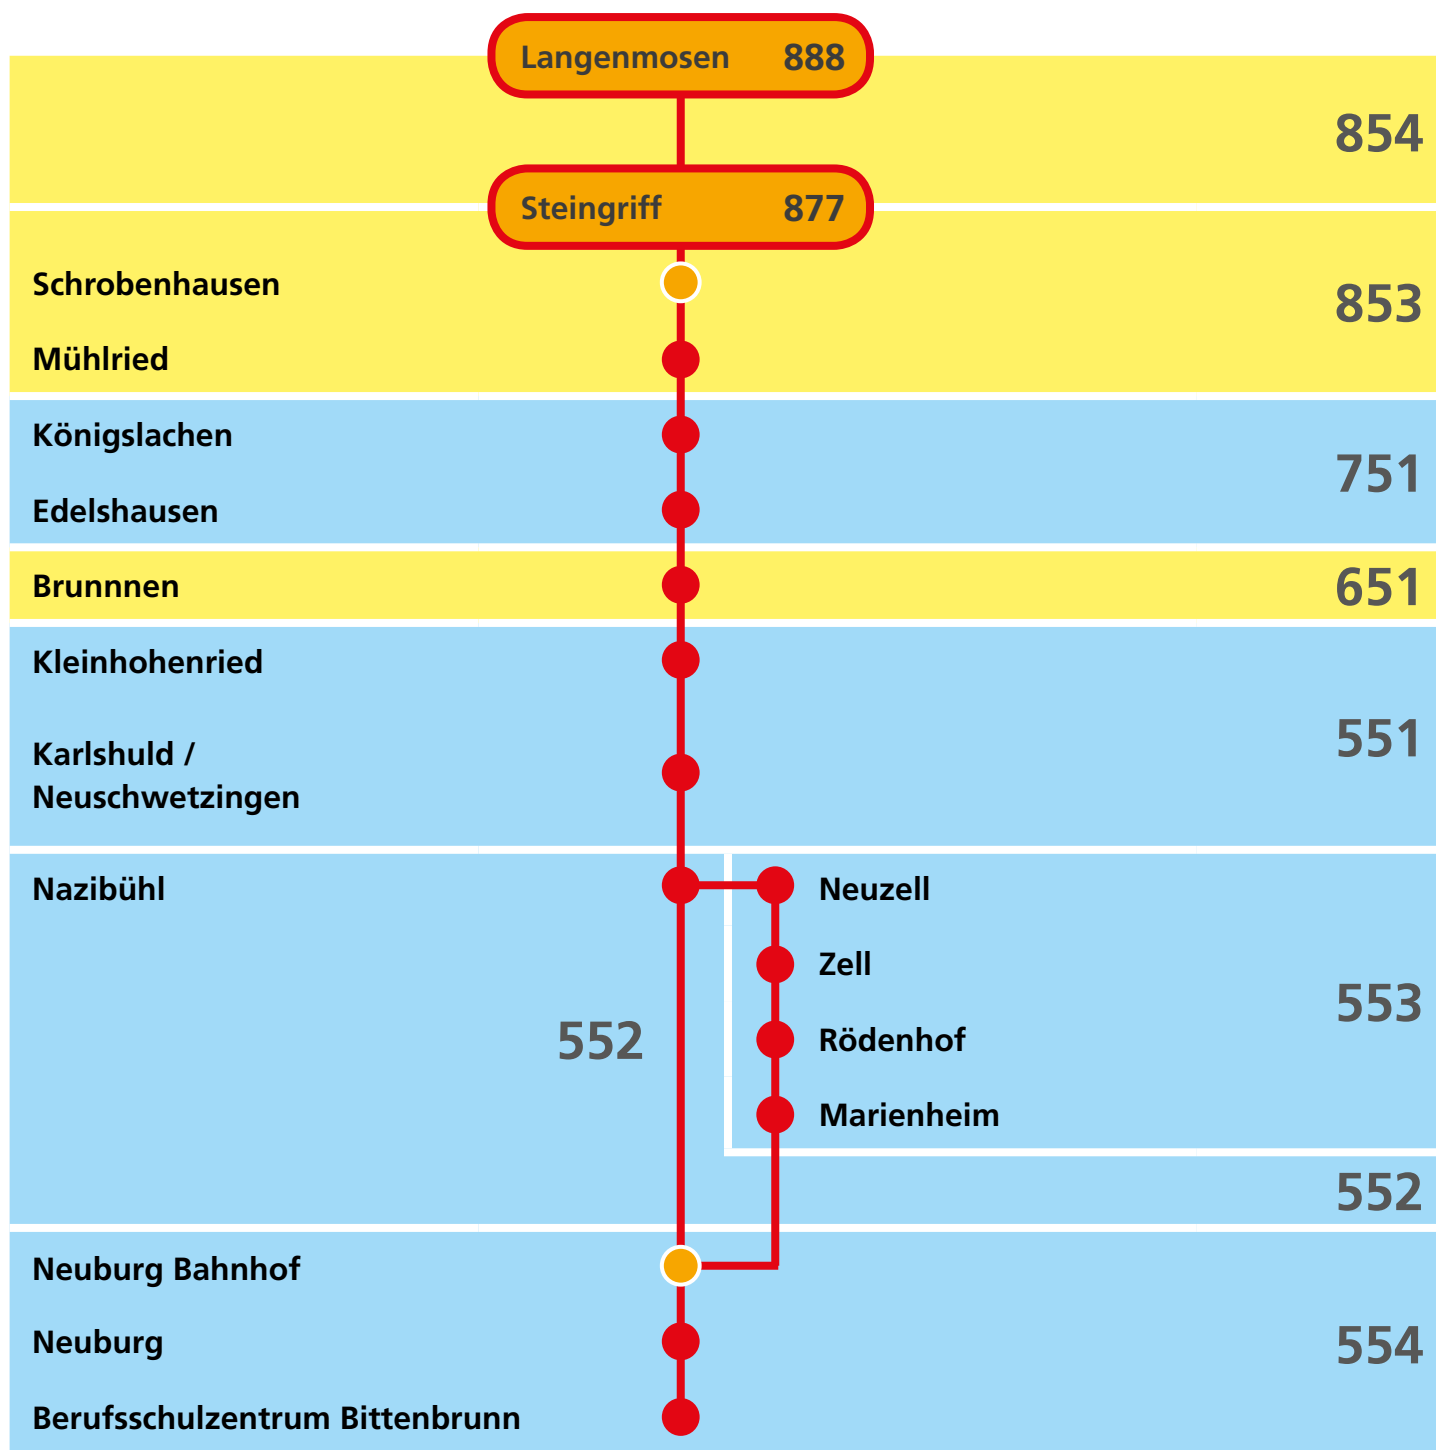 Langenmosen 888
854
Steingriff 877
Schrobenhausen
853
Mühlried
Königslachen
751
Edelshausen
Brunnnen
651
Kleinhohenried
551
Karlshuld /
Neuschwetzingen
Nazibühl
Neuzell
Zell
553
552
Rödenhof
Marienheim
552
Neuburg Bahnhof
Neuburg
554
Berufsschulzentrum Bittenbrunn